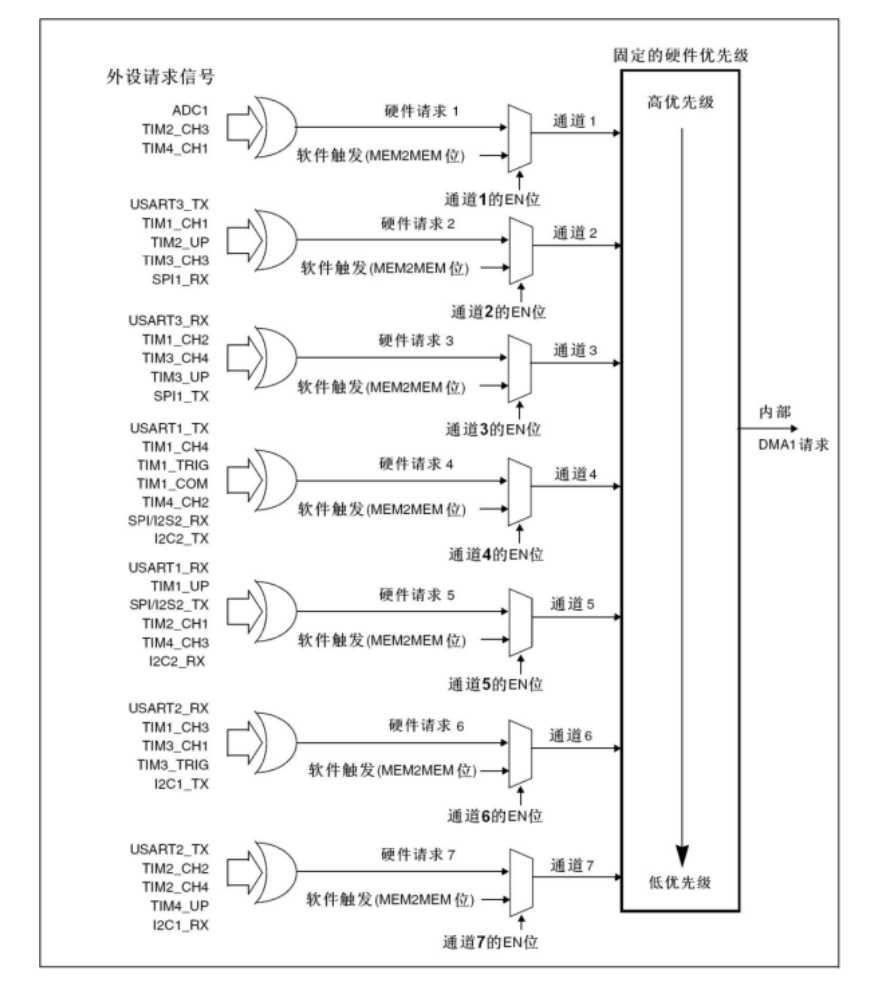 固定的硬件优先级
外设请求信号
高优先级
ADC1
TIM2_CH3
TIM4_CH1
硬件请求 1
软件触发(MEM2MEM 位)
通道 1
通道1的EN位
USART3_TX
TIM1_CH1
TIM2_UP
TIM3_CH3
SPI1_RX
硬件请求 2
软件触发(MEM2MEM 位)
通道 2
通道2的EN位
USART3_RX
TIM1_CH2
TIM3_CH4
TIM3_UP
SPI1_TX
硬件请求 3
软件触发(MEM2MEM 位)
通道 3
通道3的EN位
USART1_TX
TIM1_CH4
TIM1_TRIG
TIM1_COM
TIM4_CH2
SPI/I2S2_RX
I2C2_TX
硬件请求 4
软件触发(MEM2MEM 位)
通道4
通道4的EN位
内部
DMA1 请求
USART1_RX
TIM1_UP
SPI/I2S2_TX
TIM2_CH1
TIM4_CH3
I2C2_RX
硬件请求 5
软件触发(MEM2MEM 位)
通道 5
通道5的EN位
USART2_RX
TIM1_CH3
TIM3_CH1
TIM3_TRIG
I2C1_TX
硬件请求 6
软件触发(MEM2MEM 位)
通道6
通道6的EN位
USART2_TX
TIM2_CH2
TIM2_CH4
TIM4_UP
I2C1_RX
硬件请求 7
软件触发(MEM2MEM 位)
通道7
通道7的EN位
低优先级